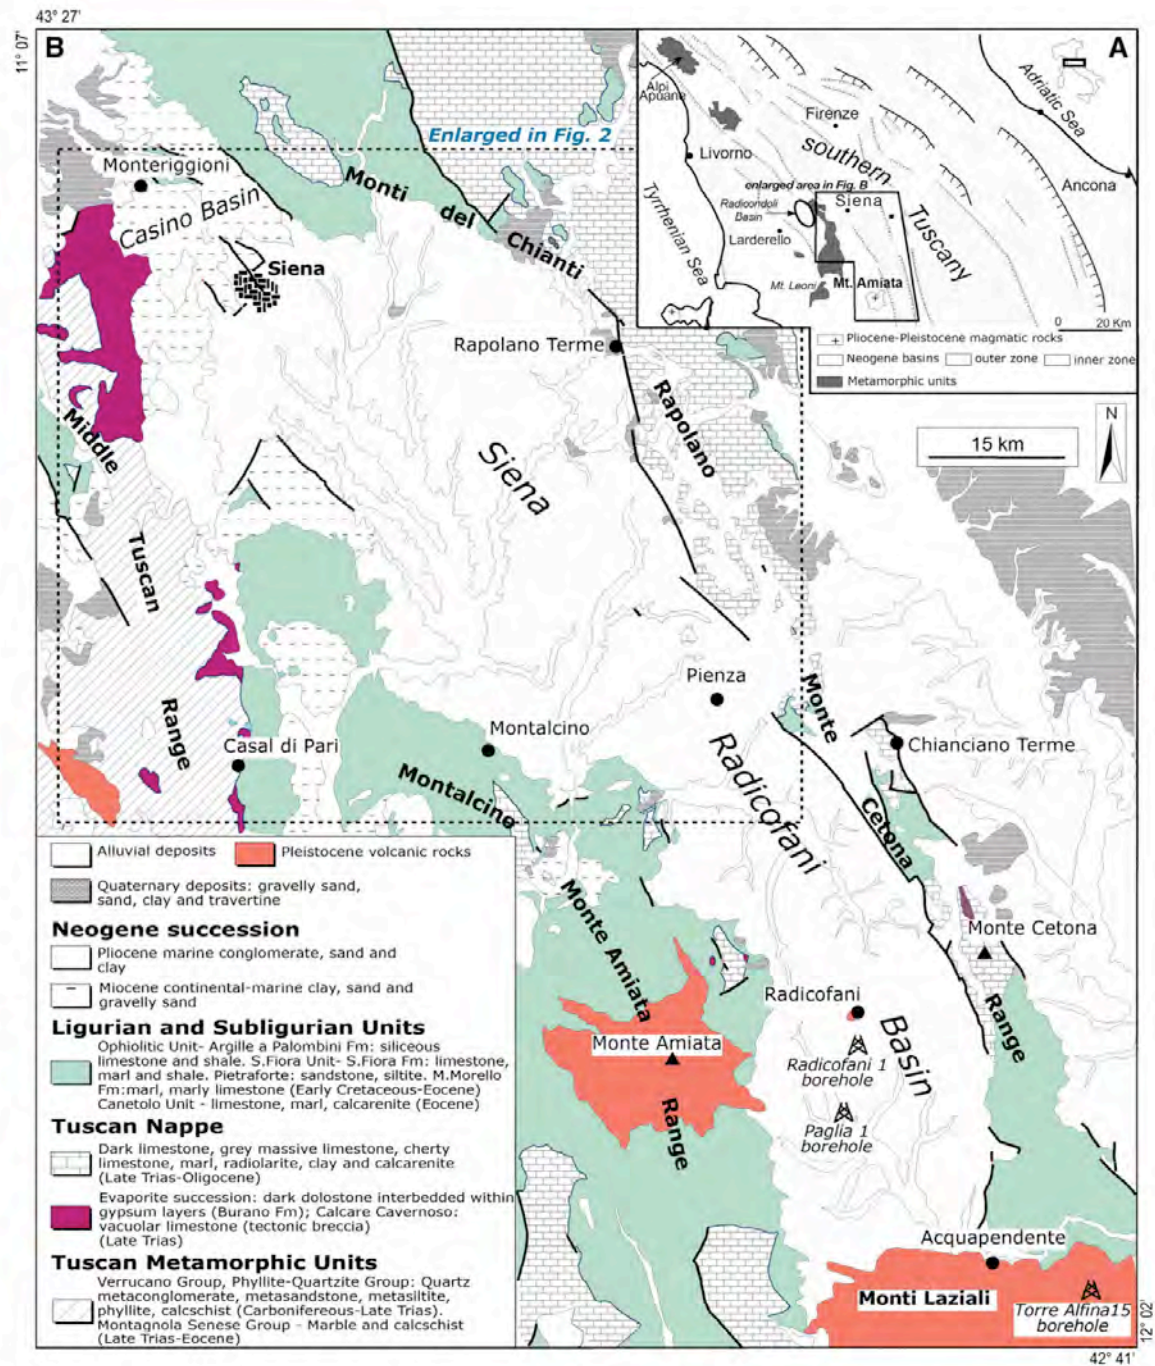 43° 27'
11° 07'
B
A
Enlarged in Fig. 2
Monteriggioni
Casino Basin
Monti del Chianti
Siena
Rapolano Terme
Rapolano
Siena
Middle
Tuscan
Range
Casal di Pari
Montalcino
Montalcino
Pienza
Radicofani
Basin
Monte
Cetona
Range
Chianciano Terme
Monte Cetona
Monte Amiata
Range
Monte Amiata
Radicofani
Radicofani 1
borehole
Paglia 1
borehole
Acquapendente
Monti Laziali
Torre Alfina15
borehole
12° 02'
42° 41'
Alpi
Apuane
Firenze
Livorno
southern
Tuscany
Adriatic Sea
Ancona
Tyrrhenian Sea
enlarged area in Fig. B
Siena
Radicondoli
Basin
Larderello
Mt. Leoni
Mt. Amiata
0 20 Km
Pliocene-Pleistocene magmatic rocks
Neogene basins outer zone inner zone
Metamorphic units
15 km
N
Alluvial deposits Pleistocene volcanic rocks
Quaternary deposits: gravelly sand,
sand, clay and travertine
Neogene succession
Pliocene marine conglomerate, sand and
clay
Miocene continental-marine clay, sand and
gravelly sand
Ligurian and Subligurian Units
Ophiolitic Unit- Argille a Palombini Fm: siliceous
limestone and shale. S.Fiora Unit- S.Fiora Fm: limestone,
marl and shale. Pietraforte: sandstone, siltite. M.Morello
Fm:marl, marly limestone (Early Cretaceous-Eocene)
Canetolo Unit - limestone, marl, calcarenite (Eocene)
Tuscan Nappe
Dark limestone, grey massive limestone, cherty
limestone, marl, radiolarite, clay and calcarenite
(Late Trias-Oligocene)
Evaporite succession: dark dolostone interbedded within
gypsum layers (Burano Fm); Calcare Cavernoso:
vacuolar limestone (tectonic breccia)
(Late Trias)
Tuscan Metamorphic Units
Verrucano Group, Phyllite-Quartzite Group: Quartz
metaconglomerate, metasandstone, metasiltite,
phyllite, calcschist (Carbonifereous-Late Trias).
Montagnola Senese Group - Marble and calcschist
(Late Trias-Eocene)